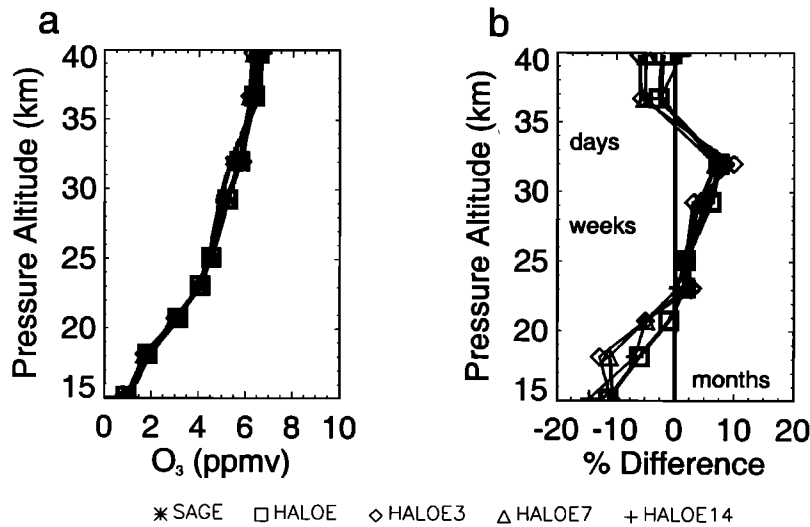 a
40
35
30
25
20
15
Pressure Altitude (km)
0 2 4 6 8 10
O₃ (ppmv)
b
40
35
30
25
20
15
Pressure Altitude (km)
days
weeks
months
-20 -10 0 10 20
% Difference
SAGE HALOE HALOE3 HALOE7 HALOE14